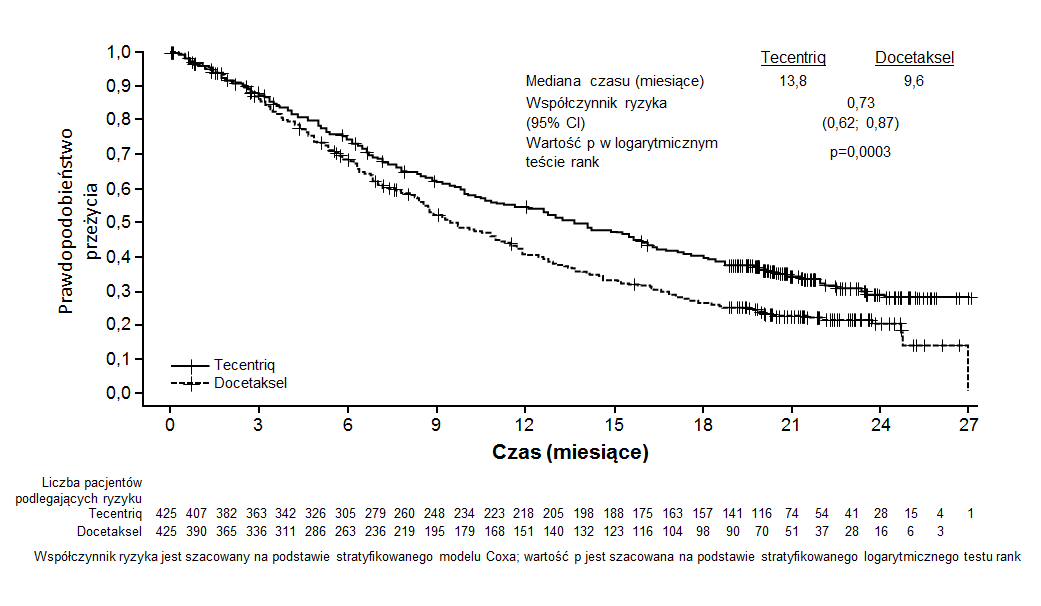 Tecentriq Docetaksel
Mediana czasu (miesiące) 13,8 9,6
Współczynnik ryzyka 0,73
(95% CI) (0,62; 0,87)
Wartość p w logarytmicznym
teście rank p=0,0003
Prawdopodobieństwo
przeżycia
1,0
0,9
0,8
0,7
0,6
0,5
0,4
0,3
0,2
0,1
0,0
Tecentriq
Docetaksel
0 3 6 9 12 15 18 21 24 27
Czas (miesiące)
Liczba pacjentów
podlegających ryzyku
Tecentriq 425 407 382 363 342 326 305 279 260 248 234 223 218 205 198 188 175 163 157 141 116 74 54 41 28 15 4 1
Docetaksel 425 390 365 336 311 286 263 236 219 195 179 168 151 140 132 123 116 104 98 90 70 51 37 28 16 6 3
Współczynnik ryzyka jest szacowany na podstawie stratyfikowanego modelu Coxa; wartość p jest szacowana na podstawie stratyfikowanego logarytmicznego testu rank